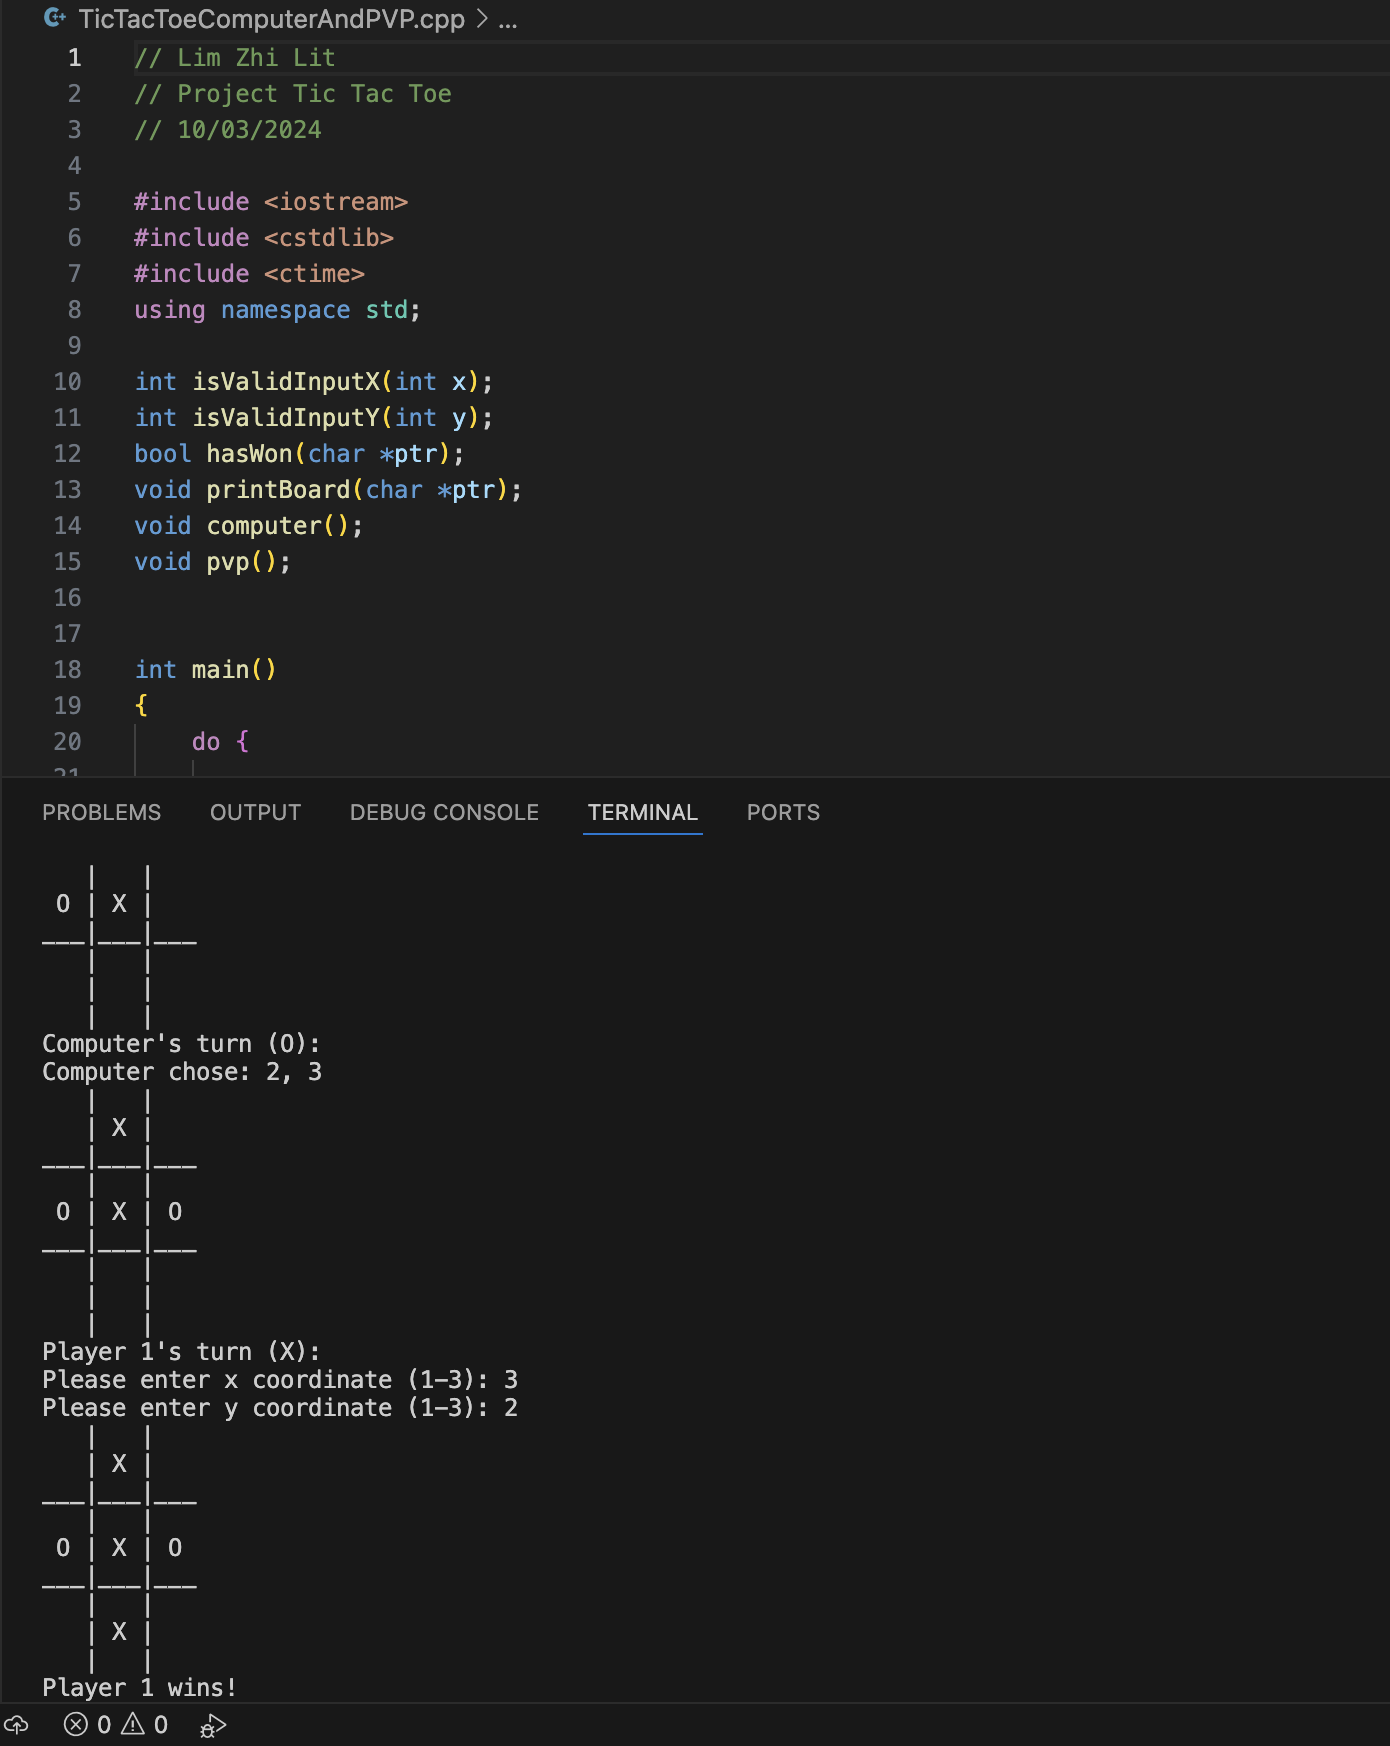 TicTacToeComputerAndPVP.cpp > ...
1 // Lim Zhi Lit
2 // Project Tic Tac Toe
3 // 10/03/2024
4
5 #include <iostream>
6 #include <cstdlib>
7 #include <ctime>
8 using namespace std;
9
10 int isValidInputX(int x);
11 int isValidInputY(int y);
12 bool hasWon(char *ptr);
13 void printBoard(char *ptr);
14 void computer();
15 void pvp();
16
17
18 int main()
19 {
20     do {
21
PROBLEMS OUTPUT DEBUG CONSOLE TERMINAL PORTS
   |   |
 O | X |
___|___|___
   |   |
   |   |
   |   |
Computer's turn (O):
Computer chose: 2, 3
   |   |
   | X |
___|___|___
   |   |
 O | X | O
___|___|___
   |   |
   |   |
   |   |
Player 1's turn (X):
Please enter x coordinate (1-3): 3
Please enter y coordinate (1-3): 2
   |   |
   | X |
___|___|___
   |   |
 O | X | O
___|___|___
   |   |
   | X |
   |   |
Player 1 wins!
0 0